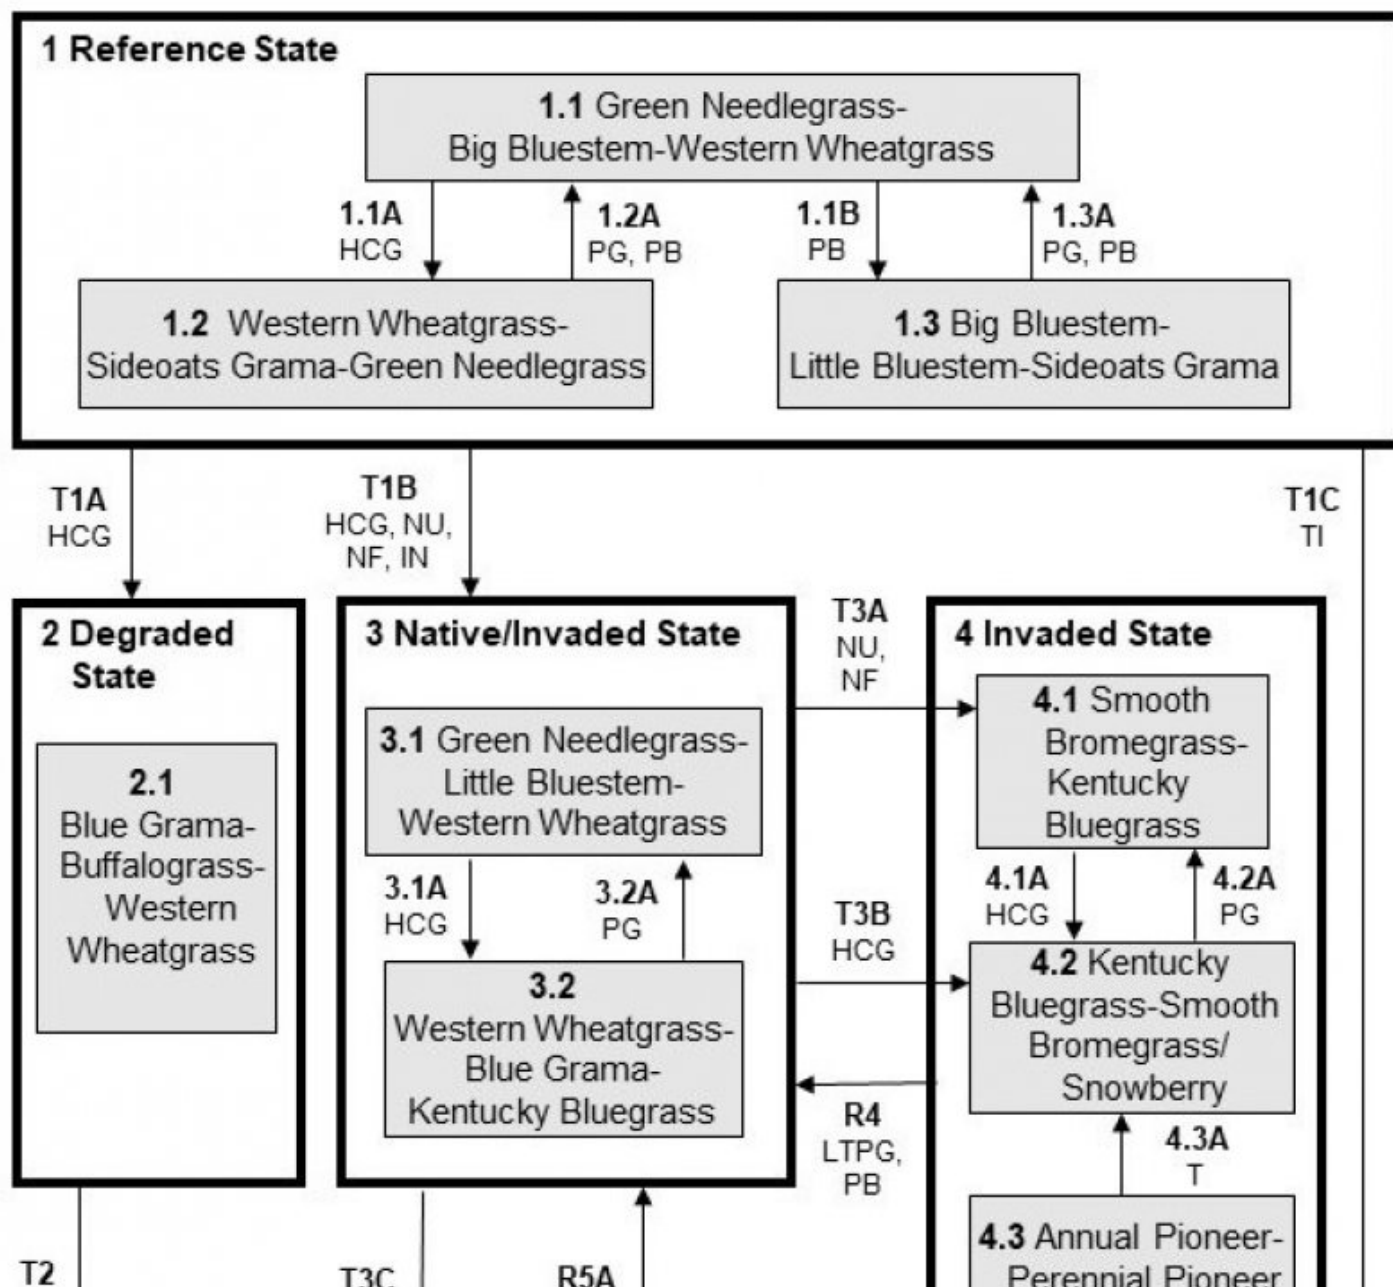 1 Reference State
1.1 Green Needlegrass-
Big Bluestem-Western Wheatgrass
1.1A
HCG
1.2A
PG, PB
1.1B
PB
1.3A
PG, PB
1.2 Western Wheatgrass-
Sideoats Grama-Green Needlegrass
1.3 Big Bluestem-
Little Bluestem-Sideoats Grama
T1A
HCG
T1B
HCG, NU,
NF, IN
T1C
TI
2 Degraded
State
2.1
Blue Grama-
Buffalograss-
Western
Wheatgrass
3 Native/Invaded State
3.1 Green Needlegrass-
Little Bluestem-
Western Wheatgrass
3.1A
HCG
3.2A
PG
3.2
Western Wheatgrass-
Blue Grama-
Kentucky Bluegrass
T3A
NU,
NF
T3B
HCG
R4
LTPG,
PB
4 Invaded State
4.1 Smooth
Bromegrass-
Kentucky
Bluegrass
4.1A
HCG
4.2A
PG
4.2 Kentucky
Bluegrass-Smooth
Bromegrass/
Snowberry
4.3A
T
4.3 Annual Pioneer-
Perennial Pioneer
T2
T3C
R5A